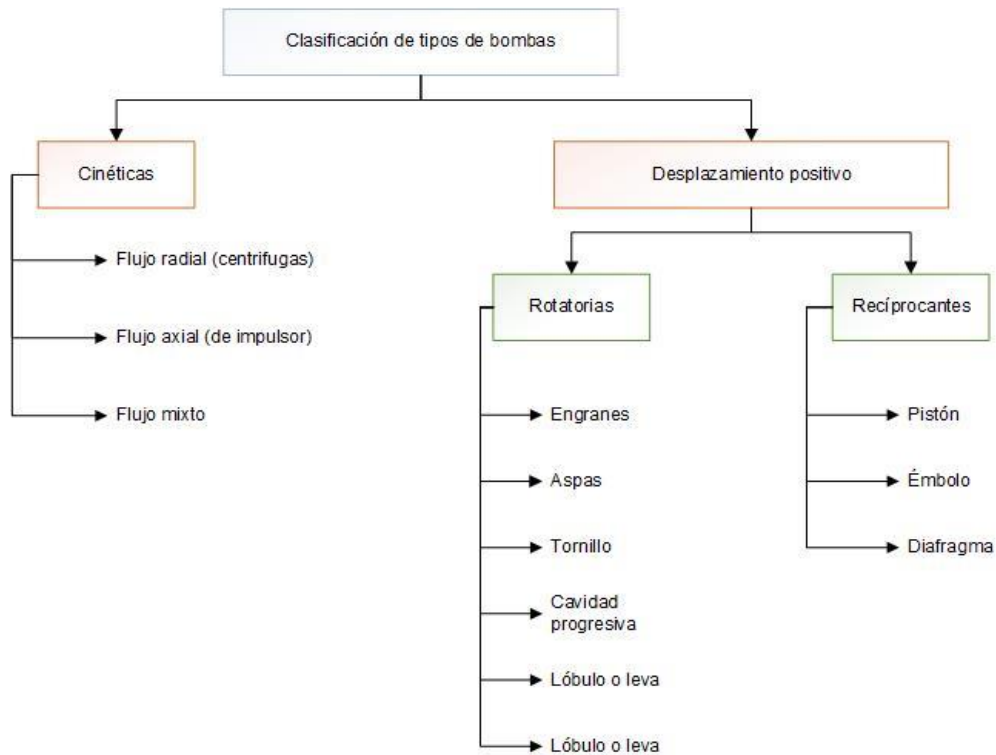 Clasificación de tipos de bombas
Cinéticas
Flujo radial (centrifugas)
Flujo axial (de impulsor)
Flujo mixto
Desplazamiento positivo
Rotatorias
Engranes
Aspas
Tornillo
Cavidad
progresiva
Lóbulo o leva
Lóbulo o leva
Recíprocantes
Pistón
Émbolo
Diafragma